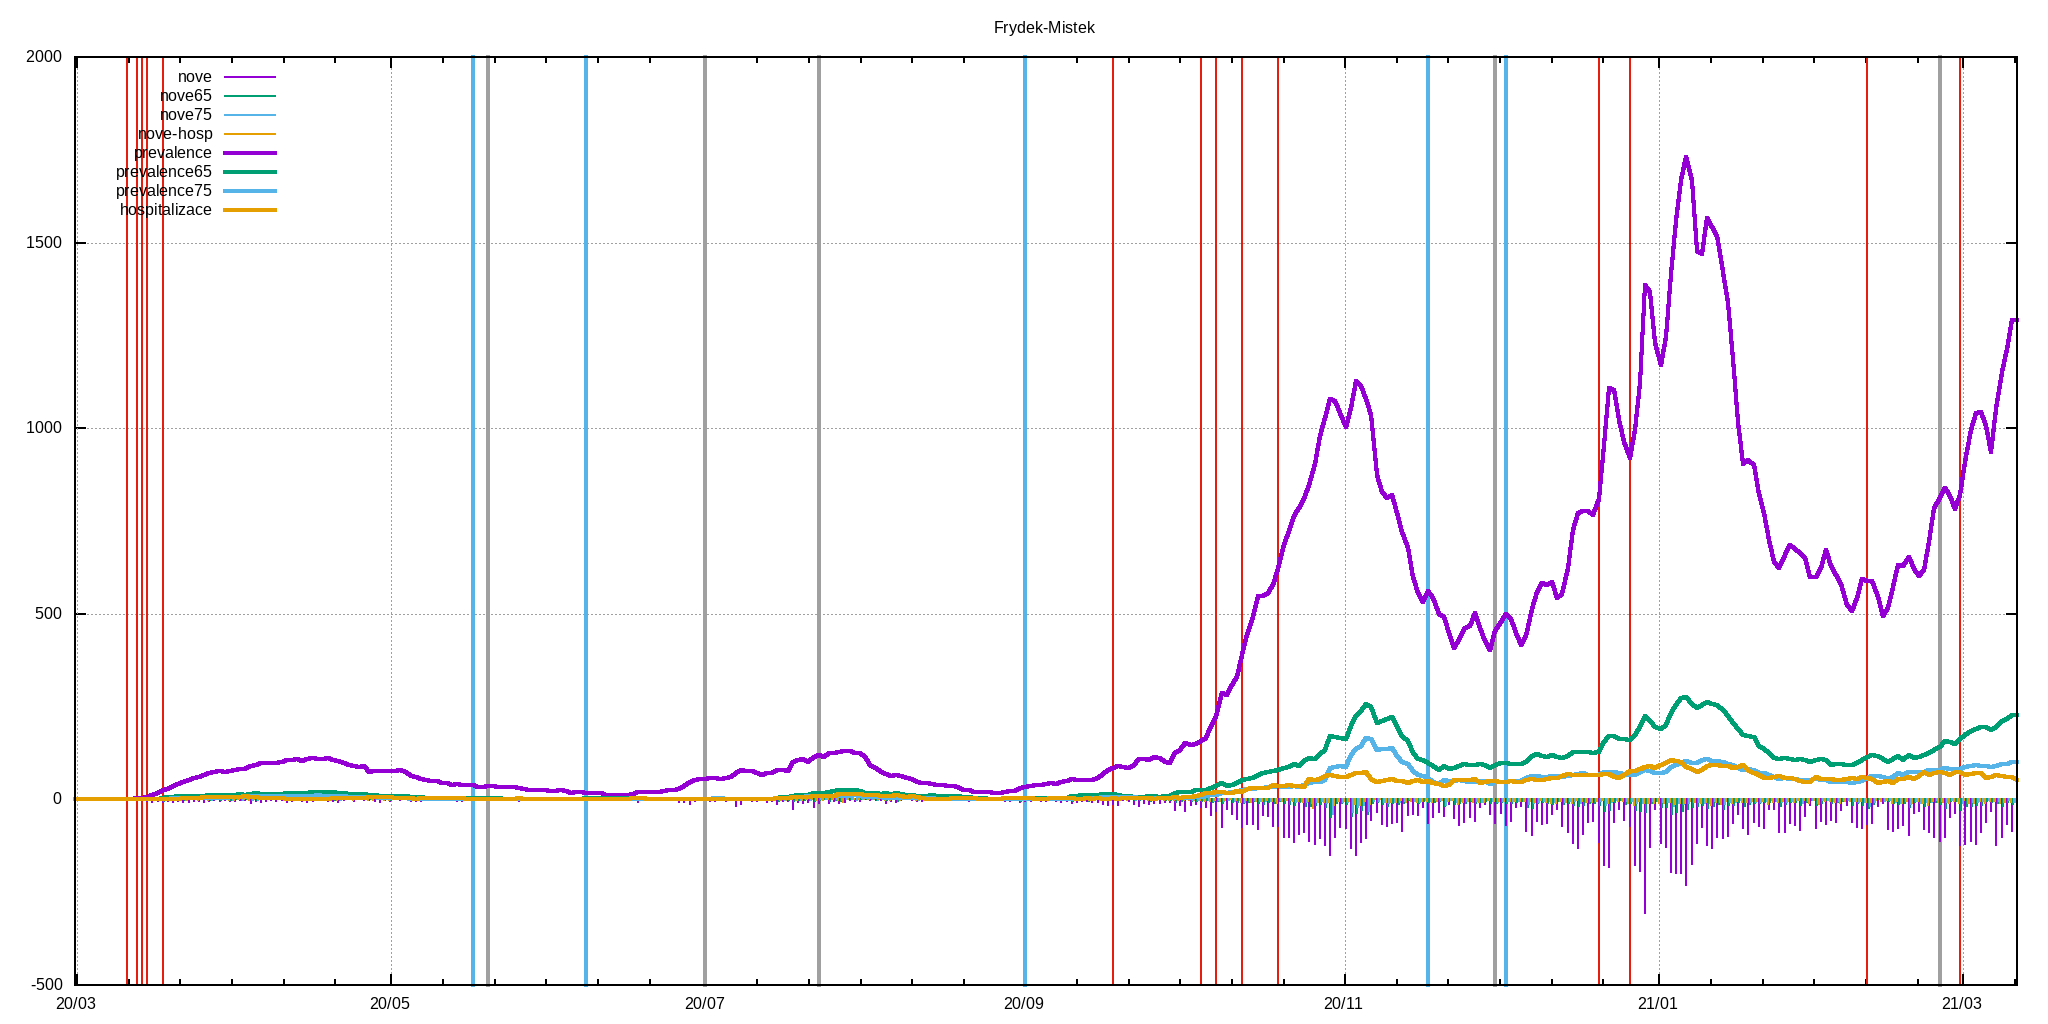 Frydek-Mistek
2000
1500
1000
500
0
-500
nove
nove65
nove75
nove-hosp
prevalence
prevalence65
prevalence75
hospitalizace
20/03 20/05 20/07 20/09 20/11 21/01 21/03